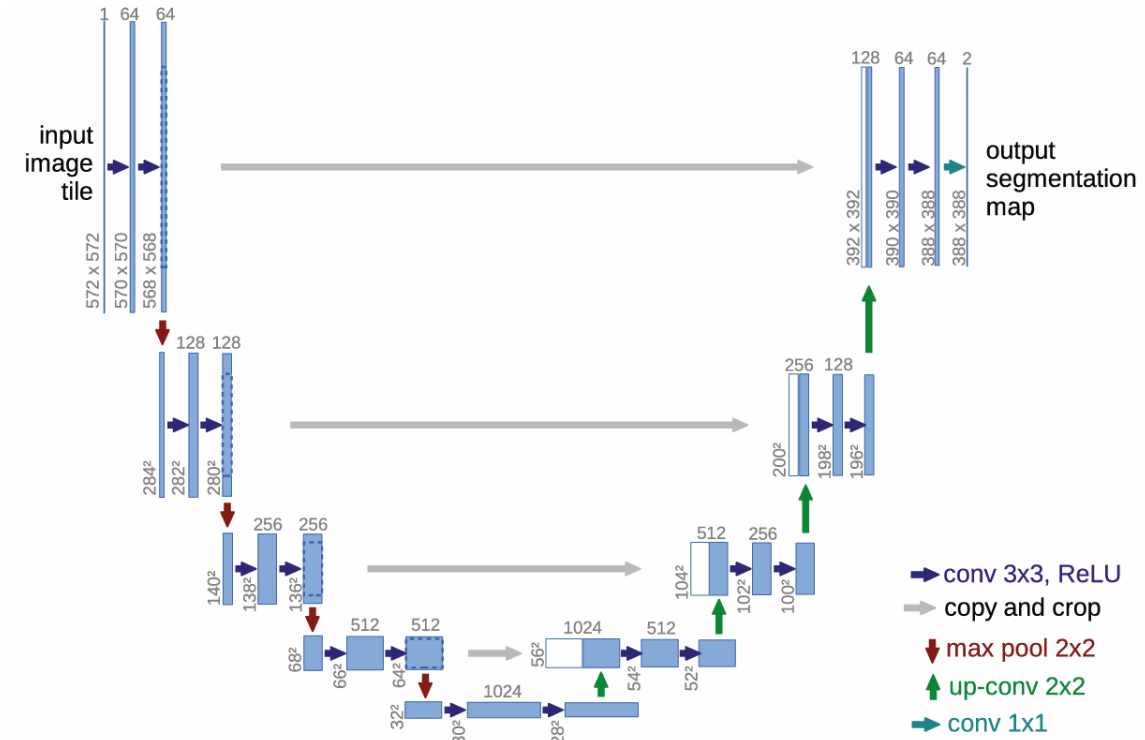 1 64 64
input
image
tile
572 x 572
570 x 570
568 x 568
128 64 64 2
output
segmentation
map
392 x 392
390 x 390
388 x 388
388 x 388
128 128
284²
282²
280²
256 128
200²
198²
196²
256 256
140²
138²
136²
512 256
104²
102²
100²
512 512
68²
66²
64²
1024 512
56²
54²
52²
1024
32²
30²
28²
conv 3x3, ReLU
copy and crop
max pool 2x2
up-conv 2x2
conv 1x1